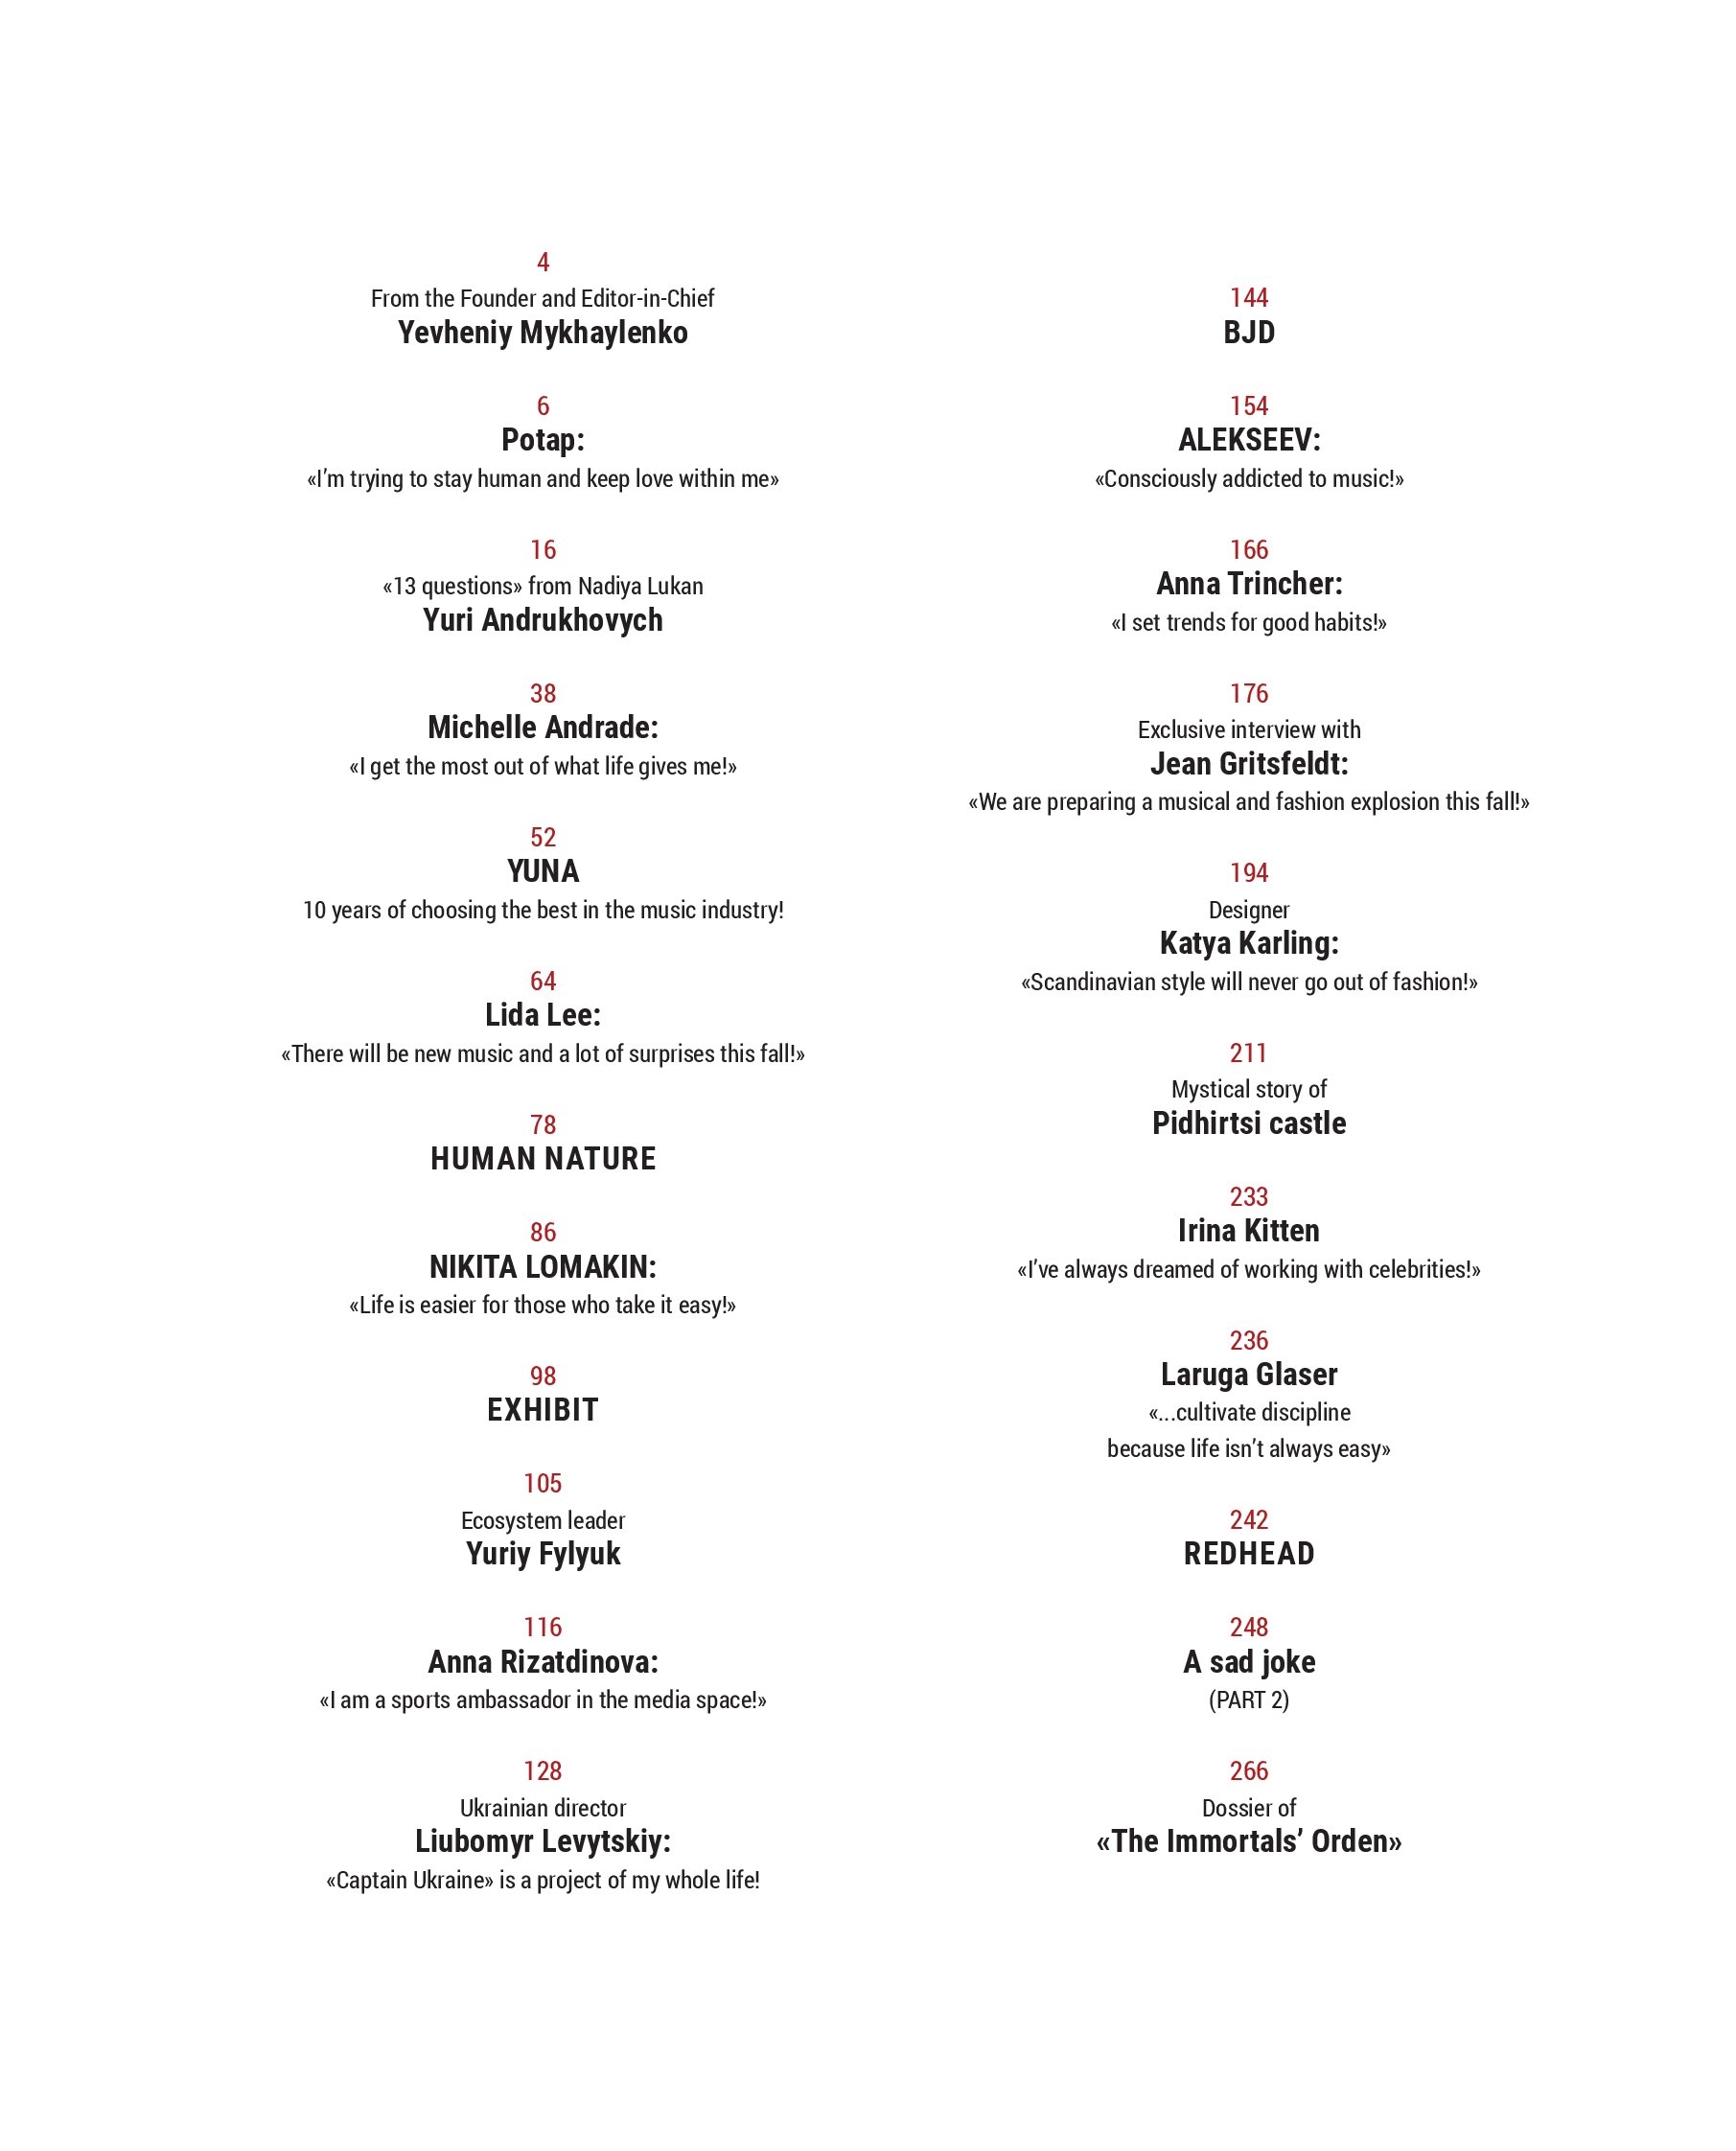 4
From the Founder and Editor-in-Chief
Yevheniy Mykhaylenko
6
Potap:
«I’m trying to stay human and keep love within me»
16
«13 questions» from Nadiya Lukan
Yuri Andrukhovych
38
Michelle Andrade:
«I get the most out of what life gives me!»
52
YUNA
10 years of choosing the best in the music industry!
64
Lida Lee:
«There will be new music and a lot of surprises this fall!»
78
HUMAN NATURE
86
NIKITA LOMAKIN:
«Life is easier for those who take it easy!»
98
EXHIBIT
105
Ecosystem leader
Yuriy Fylyuk
116
Anna Rizatdinova:
«I am a sports ambassador in the media space!»
128
Ukrainian director
Liubomyr Levytskiy:
«Captain Ukraine» is a project of my whole life!
144
BJD
154
ALEKSEEV:
«Consciously addicted to music!»
166
Anna Trincher:
«I set trends for good habits!»
176
Exclusive interview with
Jean Gritsfeldt:
«We are preparing a musical and fashion explosion this fall!»
194
Designer
Katya Karling:
«Scandinavian style will never go out of fashion!»
211
Mystical story of
Pidhirtsi castle
233
Irina Kitten
«I’ve always dreamed of working with celebrities!»
236
Laruga Glaser
«...cultivate discipline
because life isn’t always easy»
242
REDHEAD
248
A sad joke
(PART 2)
266
Dossier of
«The Immortals’ Orden»